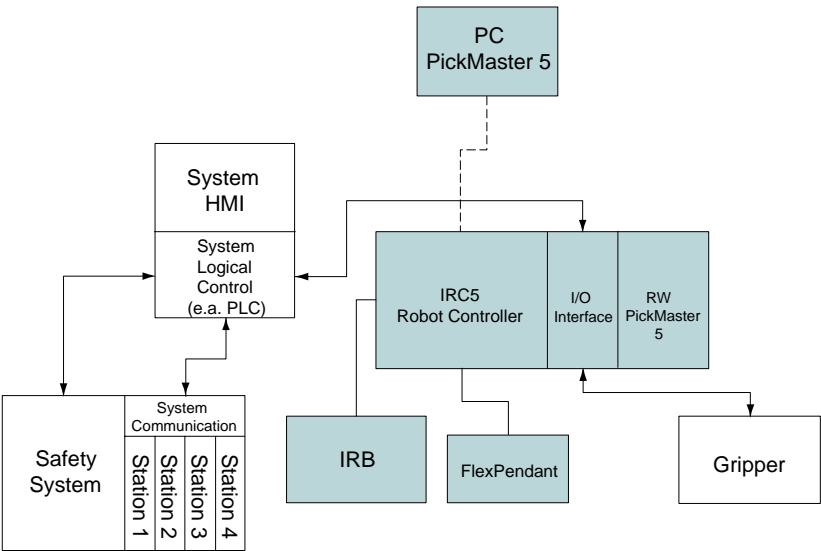 PC
PickMaster 5
System
HMI
System
Logical
Control
(e.a. PLC)
IRC5
Robot Controller
I/O
Interface
RW
PickMaster
5
Safety
System
System
Communication
Station 1
Station 2
Station 3
Station 4
IRB
FlexPendant
Gripper